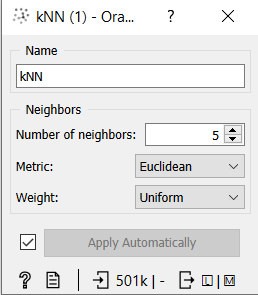 kNN (1) - Ora... ?
Name
kNN
Neighbors
Number of neighbors: 5
Metric: Euclidean
Weight: Uniform
Apply Automatically
? 501k | - L | M